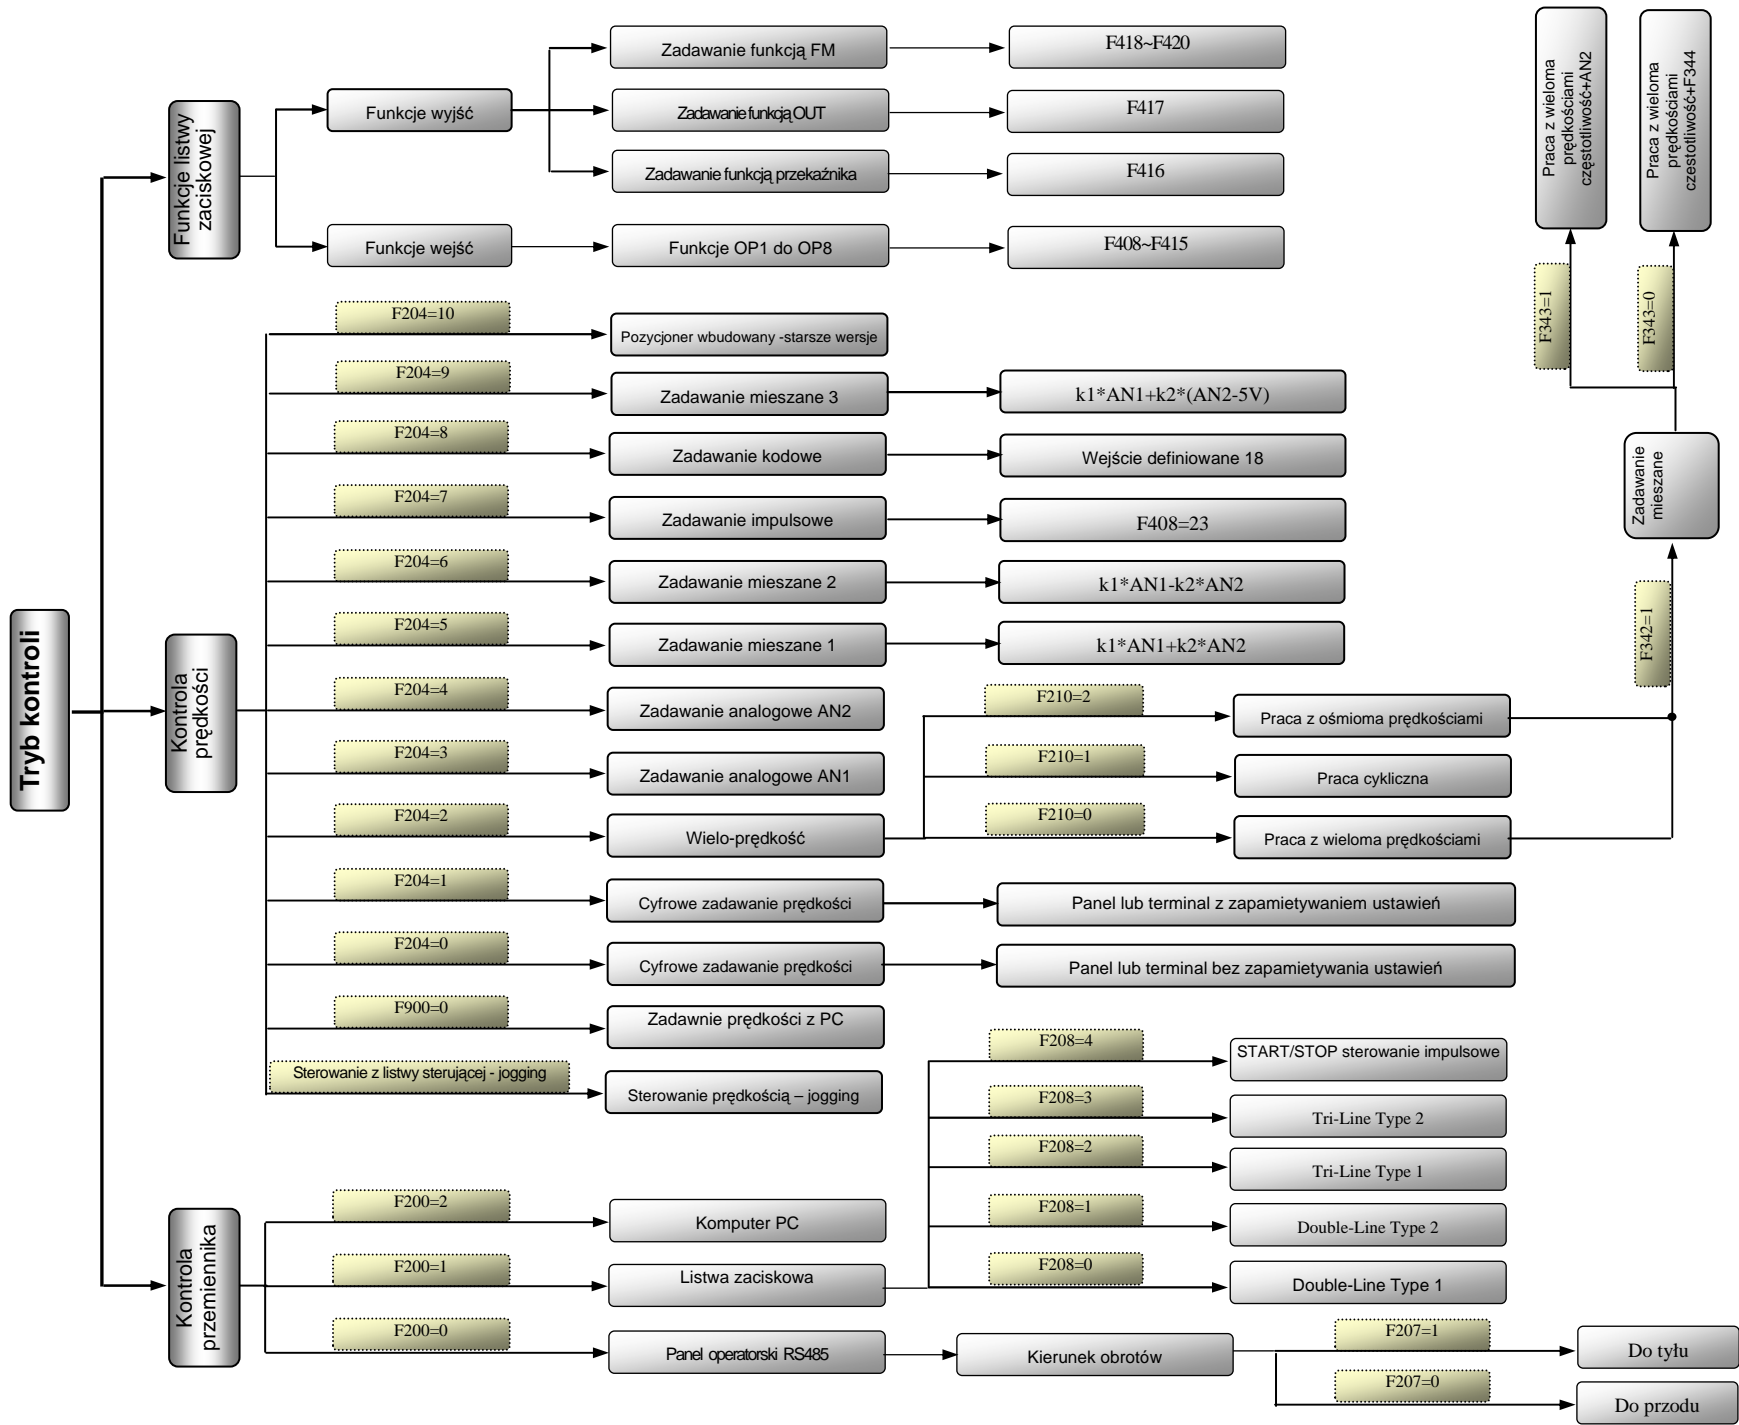 Tryb kontroli
Funkcje listwy
zaciskowej
Funkcje wyjść
Zadawanie funkcją FM
F418~F420
Zadawanie funkcją OUT
F417
Zadawanie funkcją przekaźnika
F416
Funkcje wejść
Funkcje OP1 do OP8
F408~F415
Kontrola
prędkości
F204=10
Pozycjoner wbudowany -starsze wersje
F204=9
Zadawanie mieszane 3
k1*AN1+k2*(AN2-5V)
F204=8
Zadawanie kodowe
Wejście definiowane 18
F204=7
Zadawanie impulsowe
F408=23
F204=6
Zadawanie mieszane 2
k1*AN1-k2*AN2
F204=5
Zadawanie mieszane 1
k1*AN1+k2*AN2
F204=4
Zadawanie analogowe AN2
F204=3
Zadawanie analogowe AN1
F204=2
Wielo-prędkość
F210=2
Praca z ośmioma prędkościami
F210=1
Praca cykliczna
F210=0
Praca z wieloma prędkościami
F342=1
Zadawanie
mieszane
F343=1
Praca z wieloma
prędkościami
częstotliwość+AN2
F343=0
Praca z wieloma
prędkościami
czestotliwość+F344
F204=1
Cyfrowe zadawanie prędkości
Panel lub terminal z zapamietywaniem ustawień
F204=0
Cyfrowe zadawanie prędkości
Panel lub terminal bez zapamietywania ustawień
F900=0
Zadawnie prędkości z PC
Sterowanie z listwy sterującej - jogging
Sterowanie prędkością – jogging
Kontrola
przemiennika
F200=2
Komputer PC
F200=1
Listwa zaciskowa
F208=4
START/STOP sterowanie impulsowe
F208=3
Tri-Line Type 2
F208=2
Tri-Line Type 1
F208=1
Double-Line Type 2
F208=0
Double-Line Type 1
F200=0
Panel operatorski RS485
Kierunek obrotów
F207=1
Do tyłu
F207=0
Do przodu